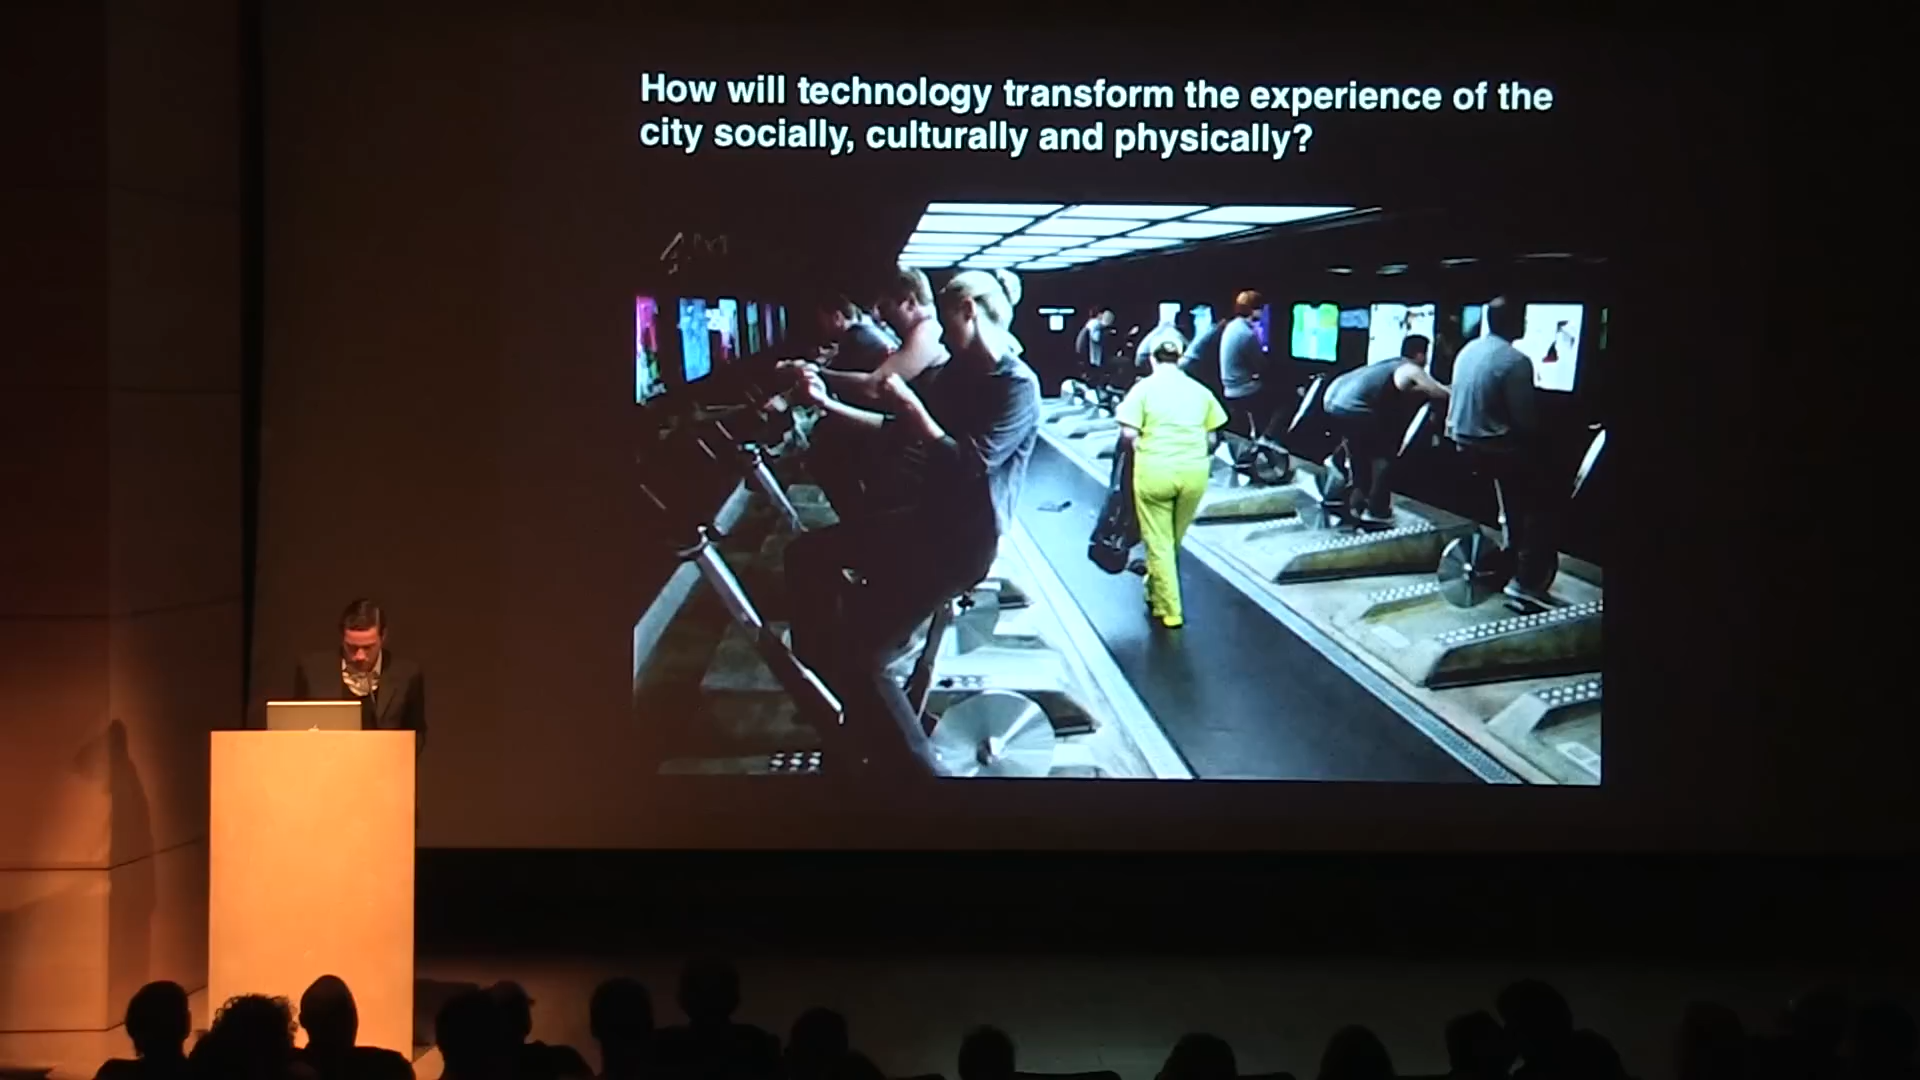 How will technology transform the experience of the
city socially, culturally and physically?